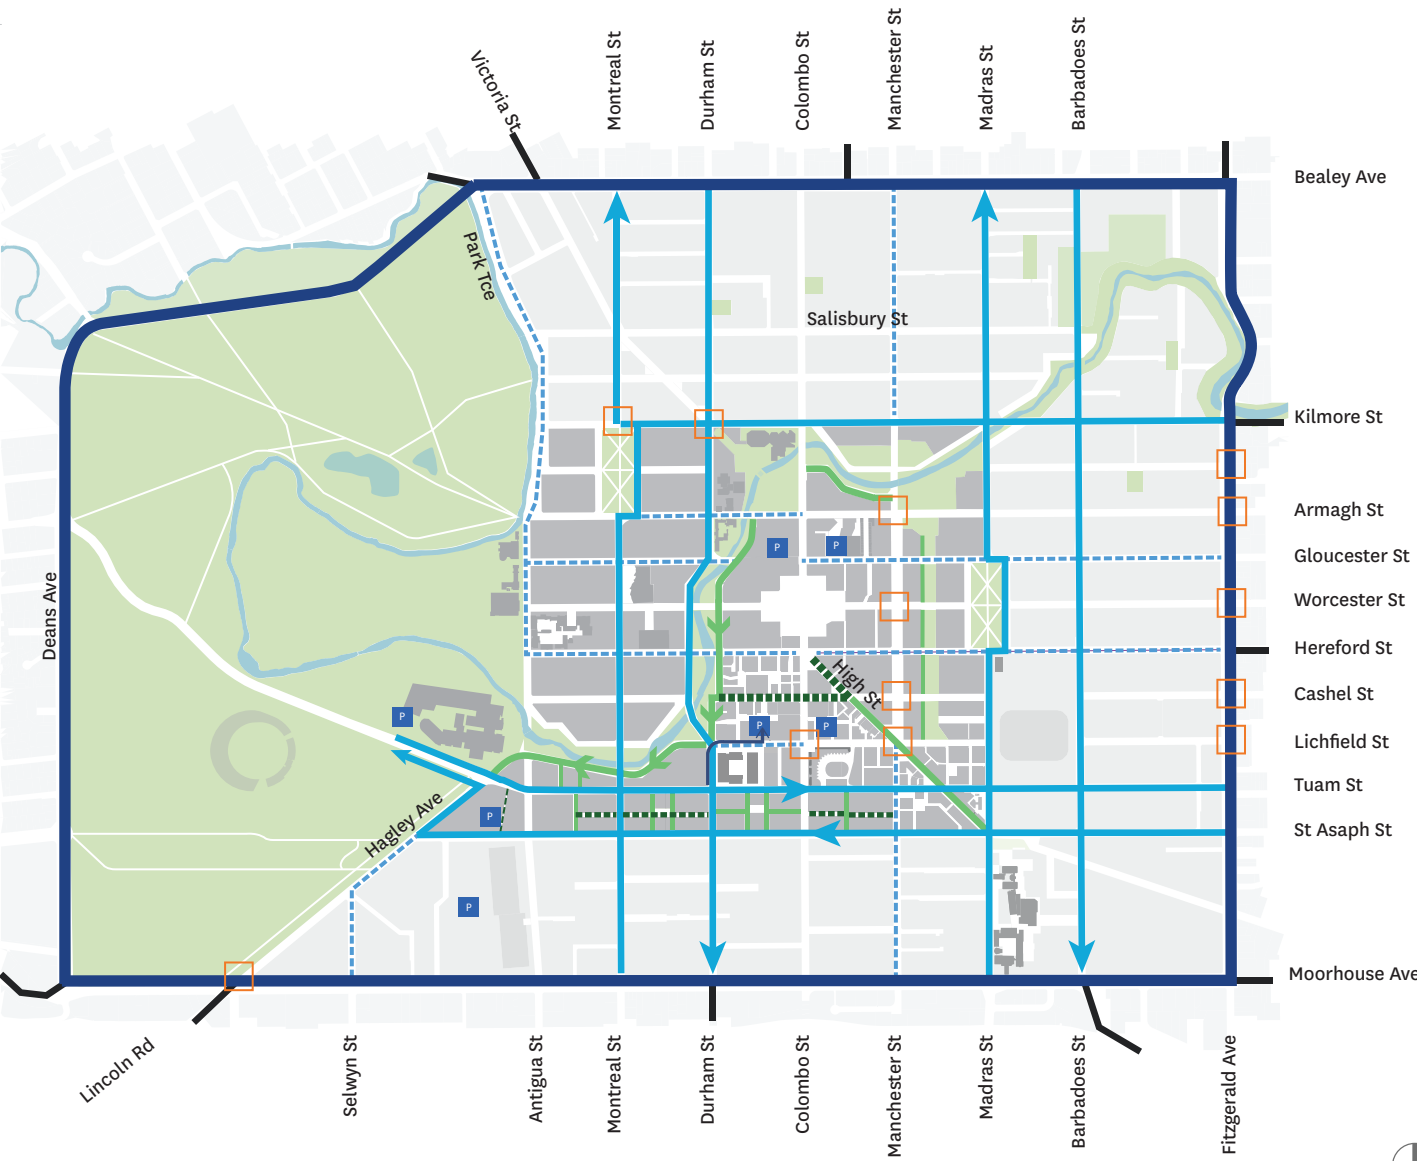 Victoria St
Montreal St
Durham St
Colombo St
Manchester St
Madras St
Barbadoes St
Bealey Ave
Park Tce
Salisbury St
Kilmore St
Armagh St
P
P
Gloucester St
Deans Ave
Worcester St
Hereford St
High St
Cashel St
P
P
P
Lichfield St
Tuam St
P
Hagley Ave
St Asaph St
P
Moorhouse Ave
Lincoln Rd
Selwyn St
Antigua St
Montreal St
Durham St
Colombo St
Manchester St
Madras St
Barbadoes St
Fitzgerald Ave